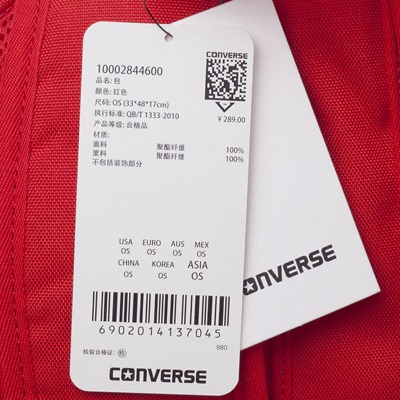 CONVERSE
10002844600
品名: 包
颜色: 红色
尺码: OS (33*48*17cm)
执行标准: QB/T 1333-2010
产品等级: 合格品
¥ 289.00
材质:
面料 聚酯纤维 100%
里料 聚酯纤维 100%
不包括装饰部分
USA EURO AUS MEX
OS OS OS OS
CHINA KOREA ASIA
OS OS OS
6902014137045
980
检验合格证: 检
CONVERSE
CONVERSE